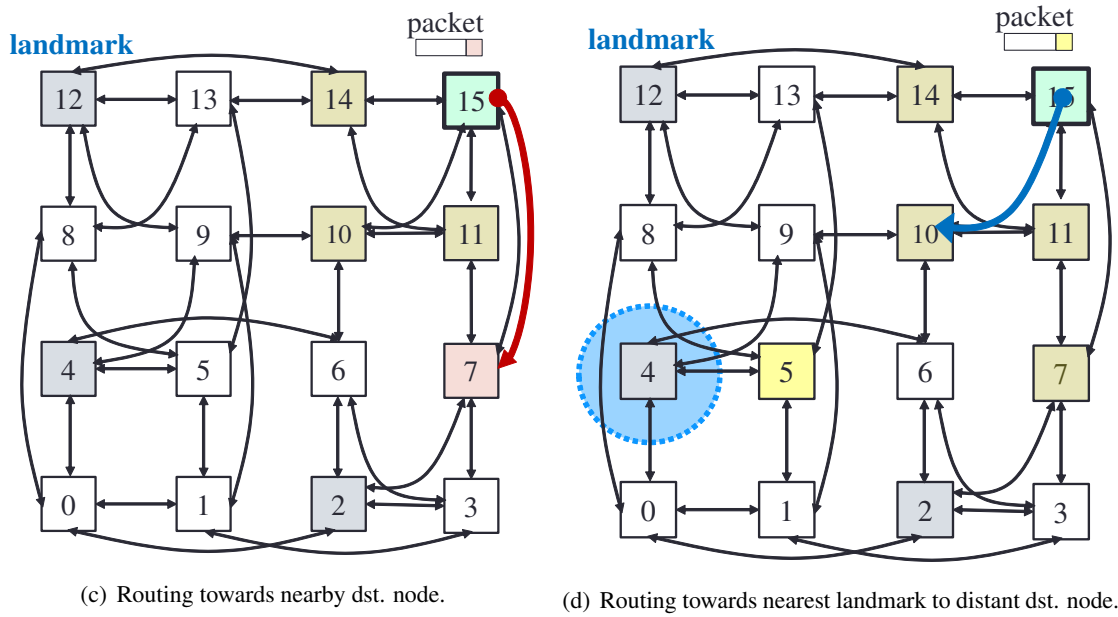 packet
landmark
12 13 14 15
8 9 10 11
4 5 6 7
0 1 2 3
(c) Routing towards nearby dst. node.
packet
landmark
12 13 14 15
8 9 10 11
4 5 6 7
0 1 2 3
(d) Routing towards nearest landmark to distant dst. node.